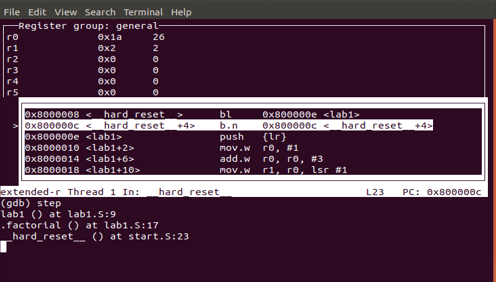 File Edit View Search Terminal Help
Register group: general
r0 0x1a 26
r1 0x2 2
r2 0x0 0
r3 0x0 0
r4 0x0 0
r5 0x0 0
0x8000008 <__hard_reset__> bl 0x800000e <lab1>
> 0x800000c <__hard_reset__+4> b.n 0x800000c <__hard_reset__+4>
0x800000e <lab1> push {lr}
0x8000010 <lab1+2> mov.w r0, #1
0x8000014 <lab1+6> add.w r0, r0, #3
0x8000018 <lab1+10> mov.w r1, r0, lsr #1
extended-r Thread 1 In: __hard_reset__ L23 PC: 0x800000c
(gdb) step
lab1 () at lab1.S:9
.factorial () at lab1.S:17
__hard_reset__ () at start.S:23